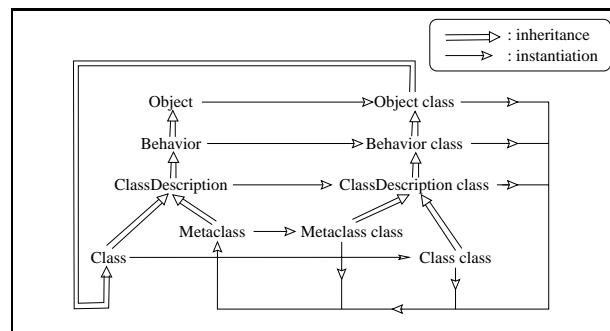 : inheritance
: instantiation
Object
Object class
Behavior
Behavior class
ClassDescription
ClassDescription class
Metaclass
Metaclass class
Class
Class class